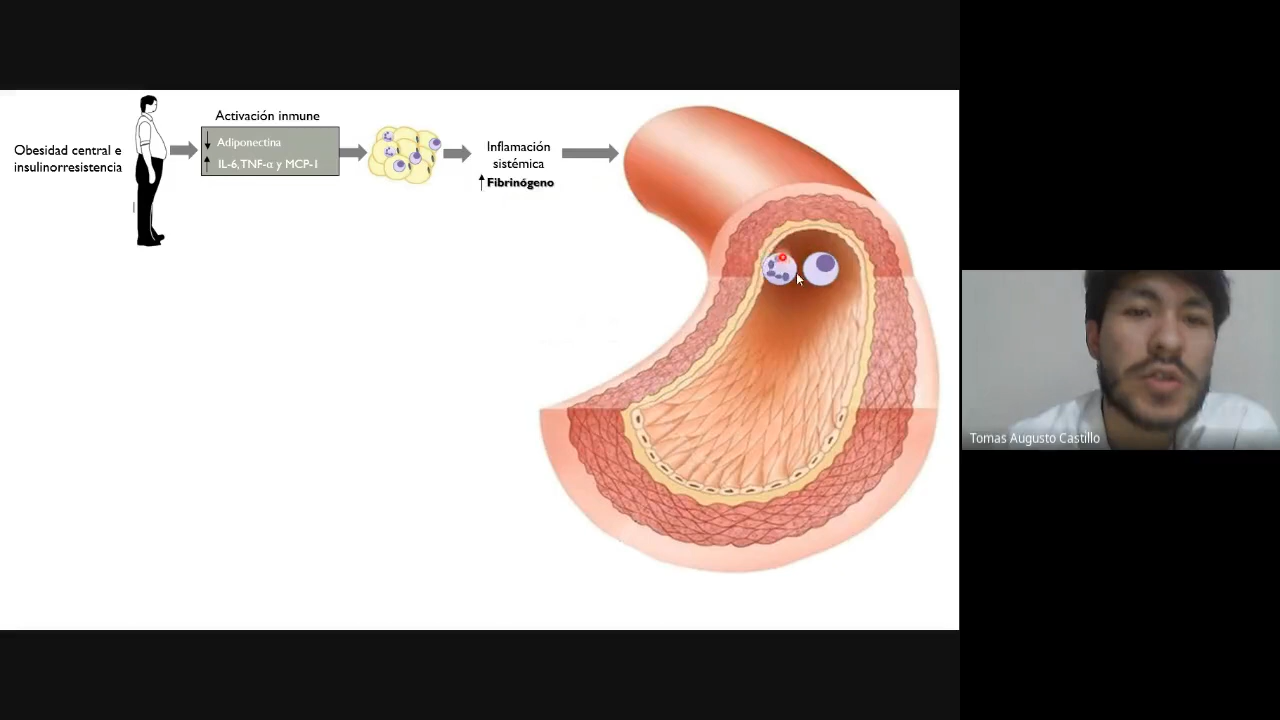 Activación inmune
Obesidad central e
insulinorresistencia
Adiponectina
IL-6,TNF-α y MCP-1
Inflamación
sistémica
Fibrinógeno
Tomas Augusto Castillo